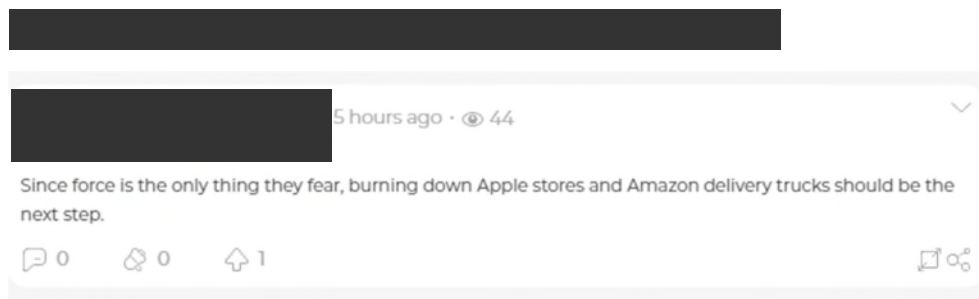 5 hours ago · 44
Since force is the only thing they fear, burning down Apple stores and Amazon delivery trucks should be the
next step.
0 0 1